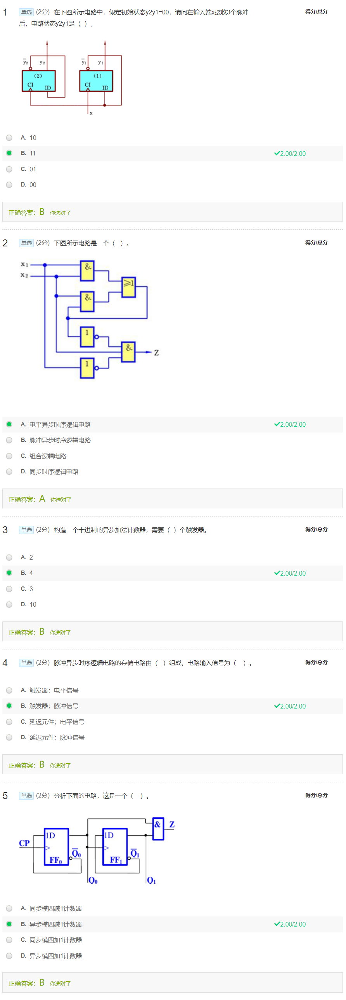 1 单选 (2分) 在下图所示电路中，假定初始状态y2y1=00，请问在输入端x接收3个脉冲 得分/总分
后，电路状态y2y1是（ ）。
y2 y2 y1 y1
(2) (1)
CI ID CI ID
x
A. 10
B. 11 2.00/2.00
C. 01
D. 00
正确答案：B 你选对了
2 单选 (2分) 下图所示电路是一个（ ）。 得分/总分
x1 &
x2 ≥1
&
1
& Z
1
A. 电平异步时序逻辑电路 2.00/2.00
B. 脉冲异步时序逻辑电路
C. 组合逻辑电路
D. 同步时序逻辑电路
正确答案：A 你选对了
3 单选 (2分) 构造一个十进制的异步加法计数器，需要（ ）个触发器。 得分/总分
A. 2
B. 4 2.00/2.00
C. 3
D. 10
正确答案：B 你选对了
4 单选 (2分) 脉冲异步时序逻辑电路的存储电路由（ ）组成，电路输入信号为（ ）。 得分/总分
A. 触发器；电平信号
B. 触发器；脉冲信号 2.00/2.00
C. 延迟元件；电平信号
D. 延迟元件；脉冲信号
正确答案：B 你选对了
5 单选 (2分) 分析下面的电路，这是一个（ ）。 得分/总分
& Z
1D 1D
CP
Q̅0 Q̅1
FF0 FF1
Q0 Q1
A. 同步模四减1计数器
B. 异步模四减1计数器 2.00/2.00
C. 同步模四加1计数器
D. 异步模四加1计数器
正确答案：B 你选对了